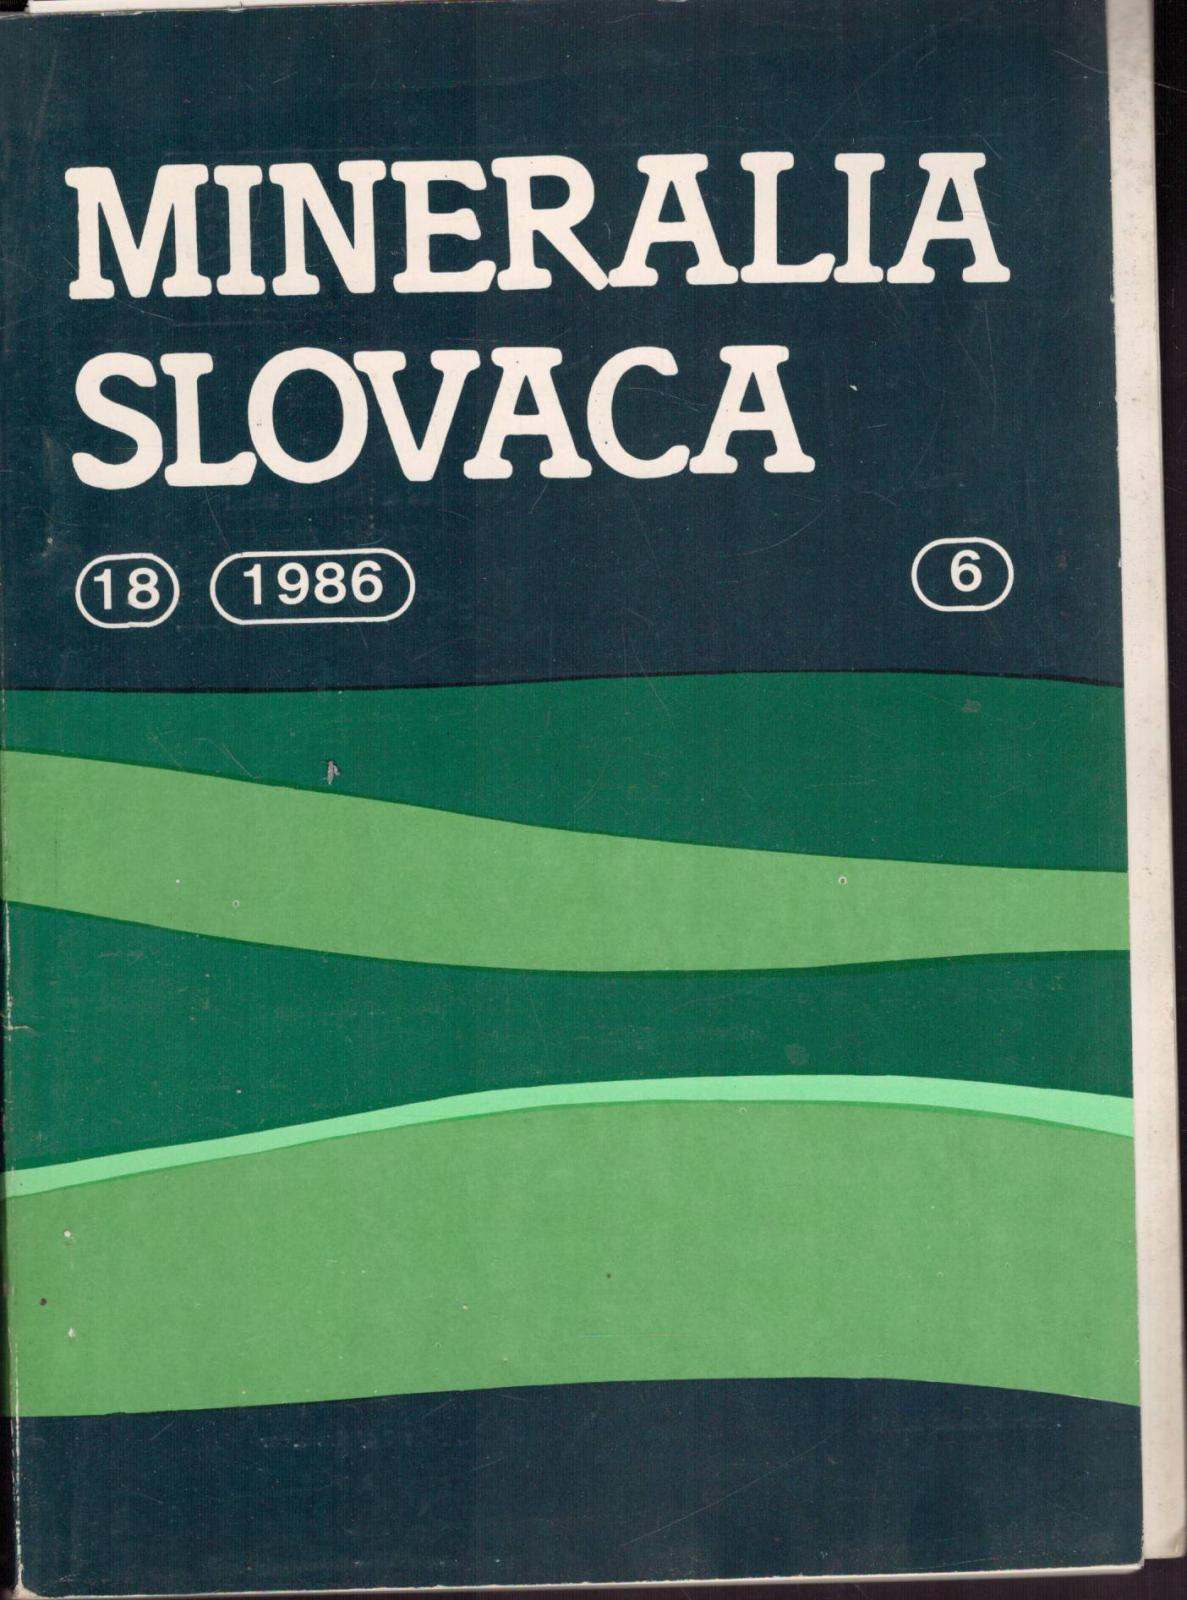 MINERALIA
SLOVACA
18 1986 6